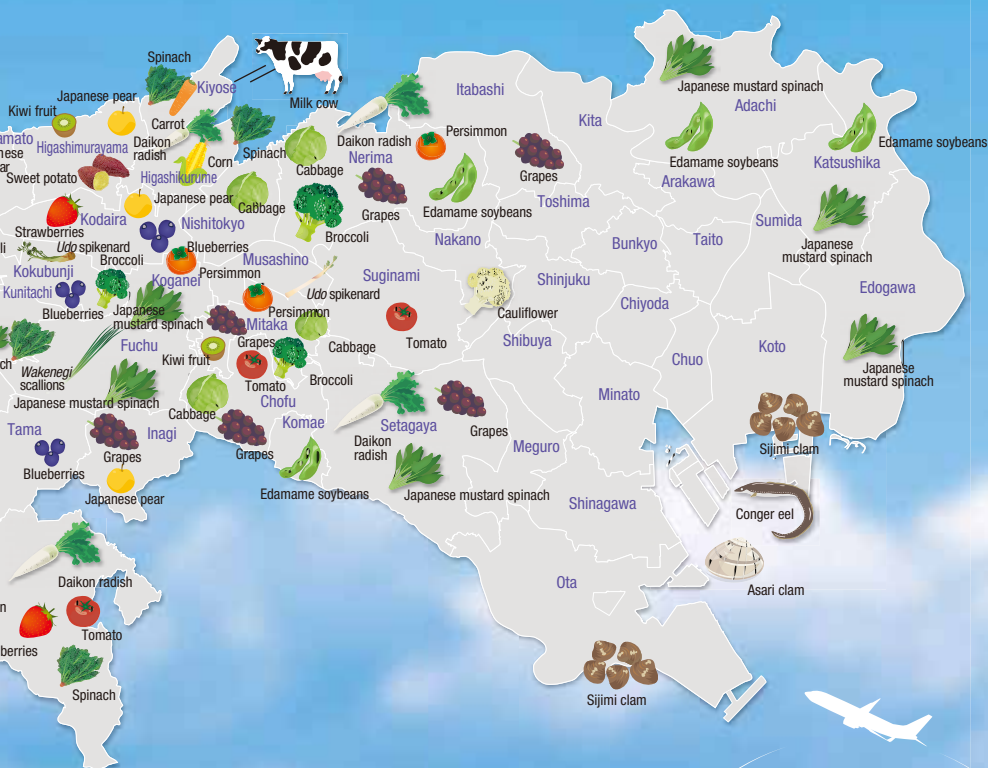 Spinach
Kiyose
Milk cow
Japanese pear
Kiwi fruit
Carrot
Daikon
radish
Corn
Higashimurayama
Sweet potato
Higashikurume
Spinach
Cabbage
Daikon radish
Nerima
Persimmon
Itabashi
Kita
Japanese mustard spinach
Adachi
Edamame soybeans
Edamame soybeans
Katsushika
Arakawa
Grapes
Grapes
Edamame soybeans
Toshima
Strawberries
Kodaira
Japanese pear
Cabbage
Nishitokyo
Broccoli
Blueberries
Udo spikenard
Broccoli
Musashino
Nakano
Bunkyo
Taito
Sumida
Japanese
mustard spinach
Kokubunji
Kunitachi
Blueberries
Koganei
Persimmon
Udo spikenard
Suginami
Cauliflower
Shinjuku
Chiyoda
Edogawa
Japanese
mustard spinach
Persimmon
Mitaka
Grapes
Cabbage
Tomato
Shibuya
Fuchu
Kiwi fruit
Wakenegi
scallions
Tomato
Broccoli
Chuo
Koto
Japanese
mustard spinach
Japanese mustard spinach
Cabbage
Chofu
Minato
Tama
Blueberries
Grapes
Inagi
Grapes
Komae
Daikon
radish
Setagaya
Grapes
Meguro
Sijimi clam
Japanese pear
Edamame soybeans
Japanese mustard spinach
Shinagawa
Conger eel
Daikon radish
Ota
Asari clam
berries
Tomato
Spinach
Sijimi clam